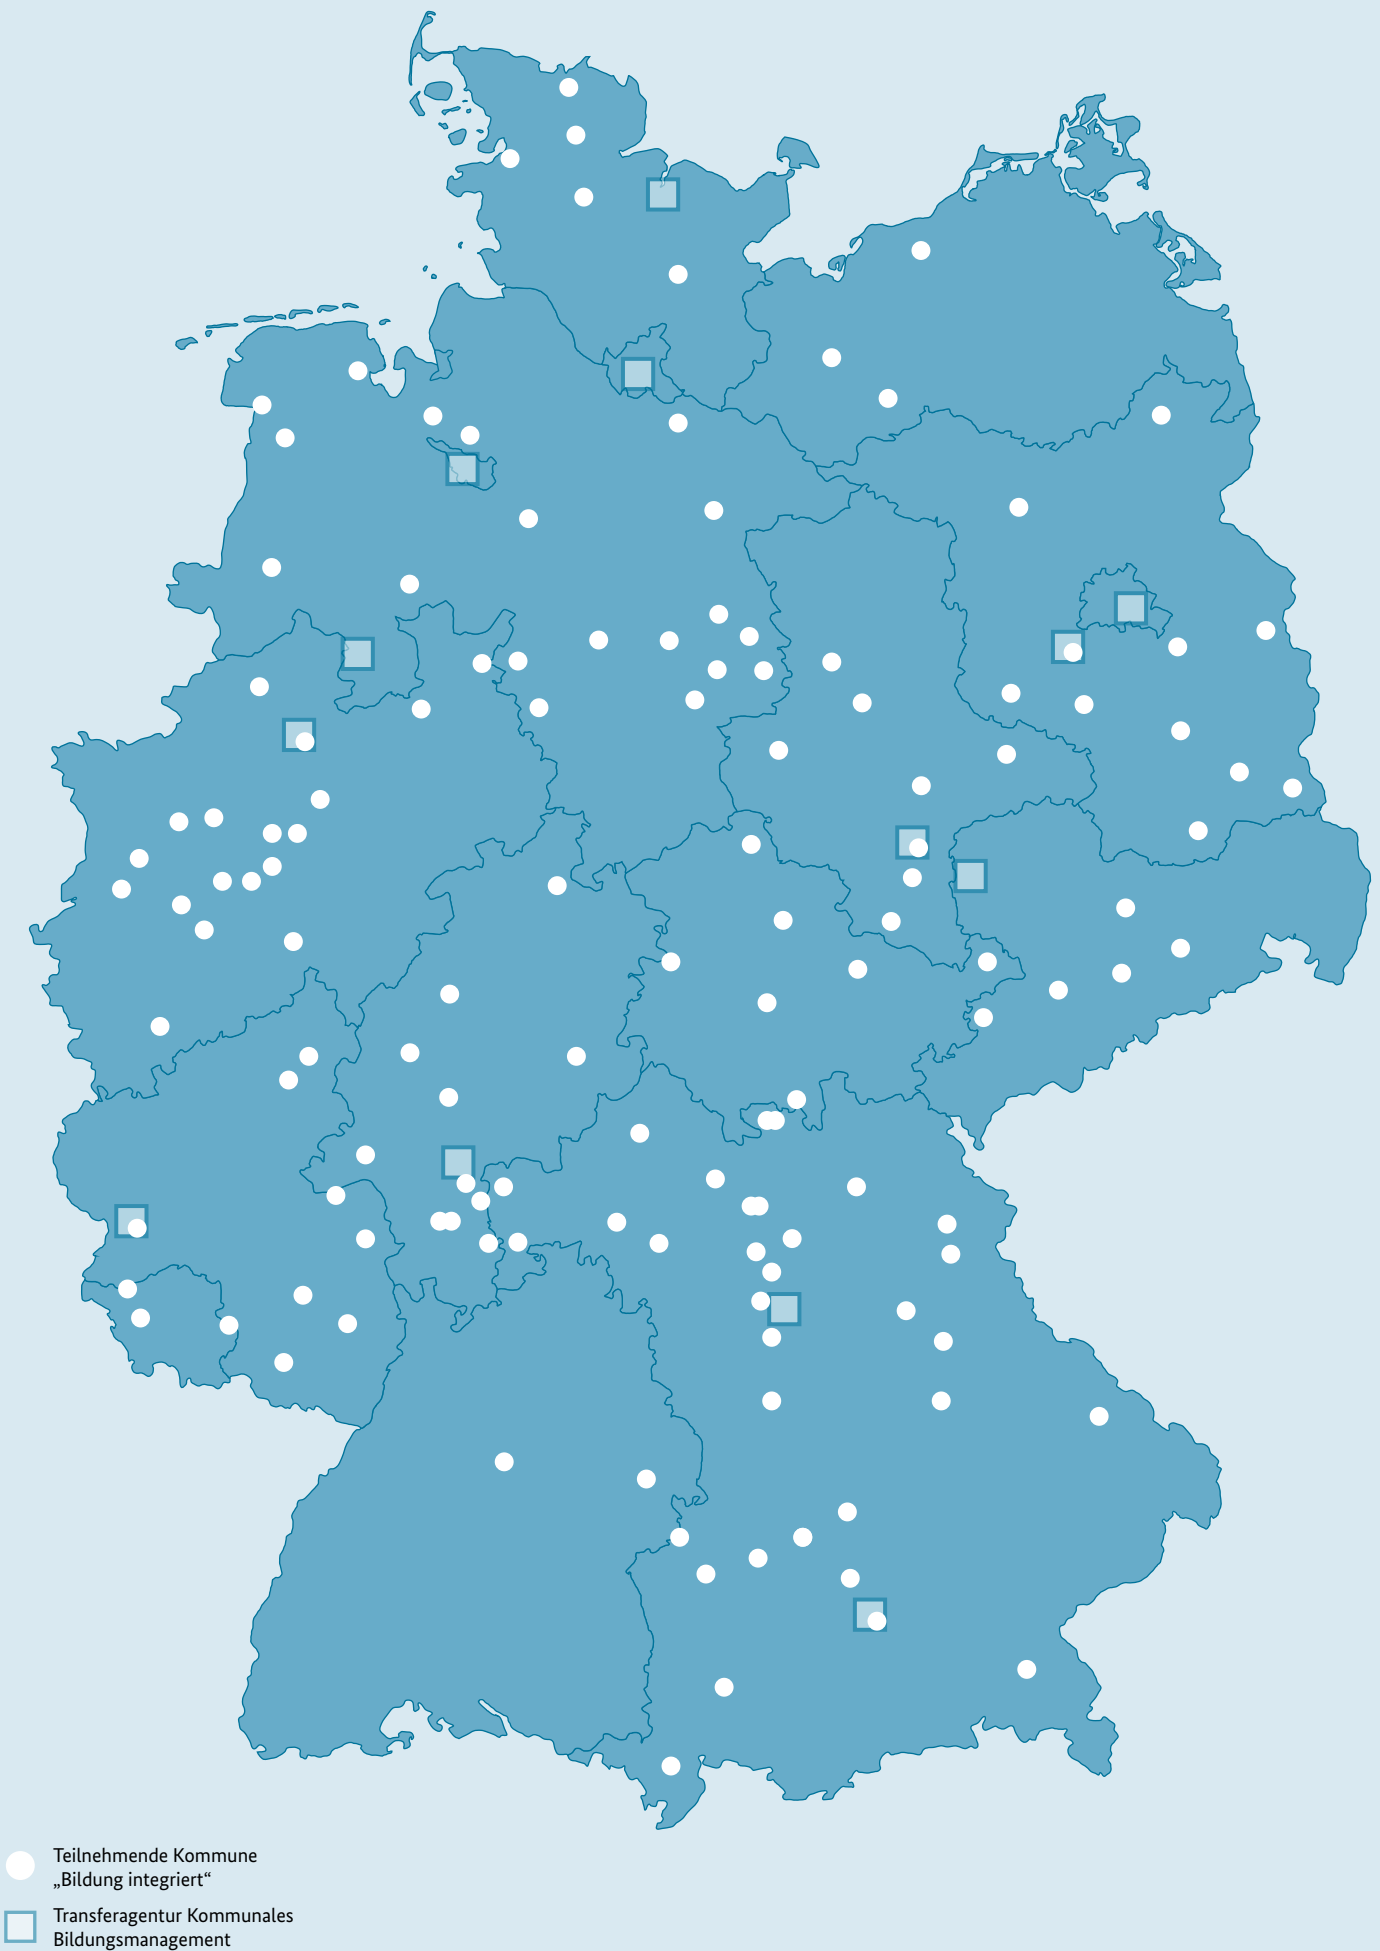 Teilnehmende Kommune
„Bildung integriert“
Transferagentur Kommunales
Bildungsmanagement